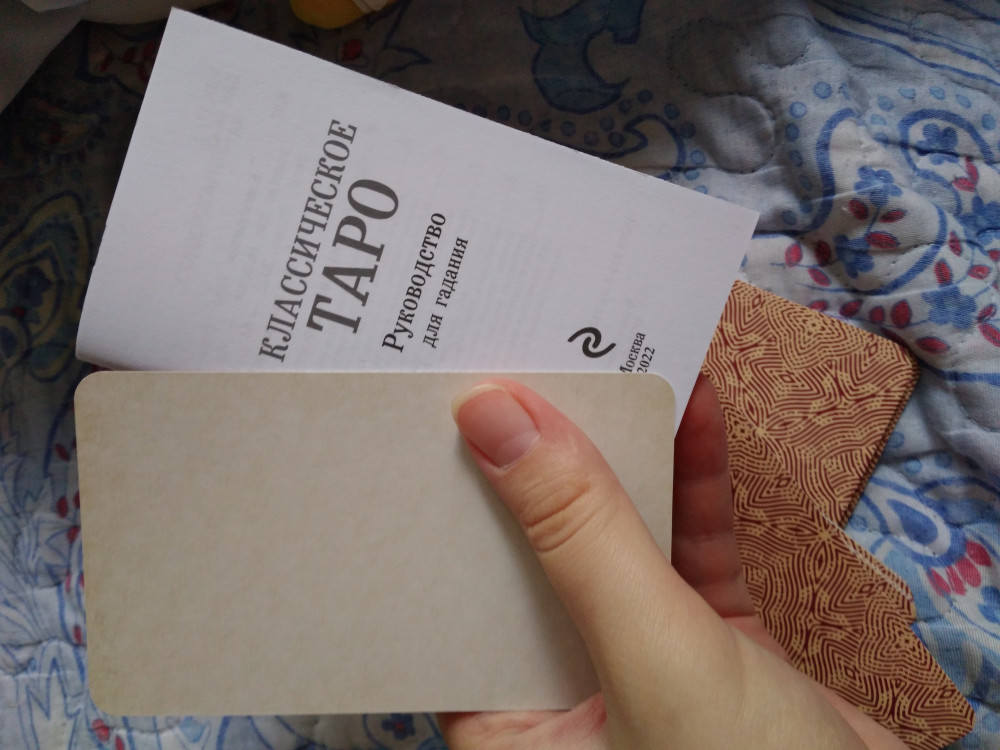 КЛАССИЧЕСКОЕ
ТАРО
Руководство
для гадания
Москва
2022